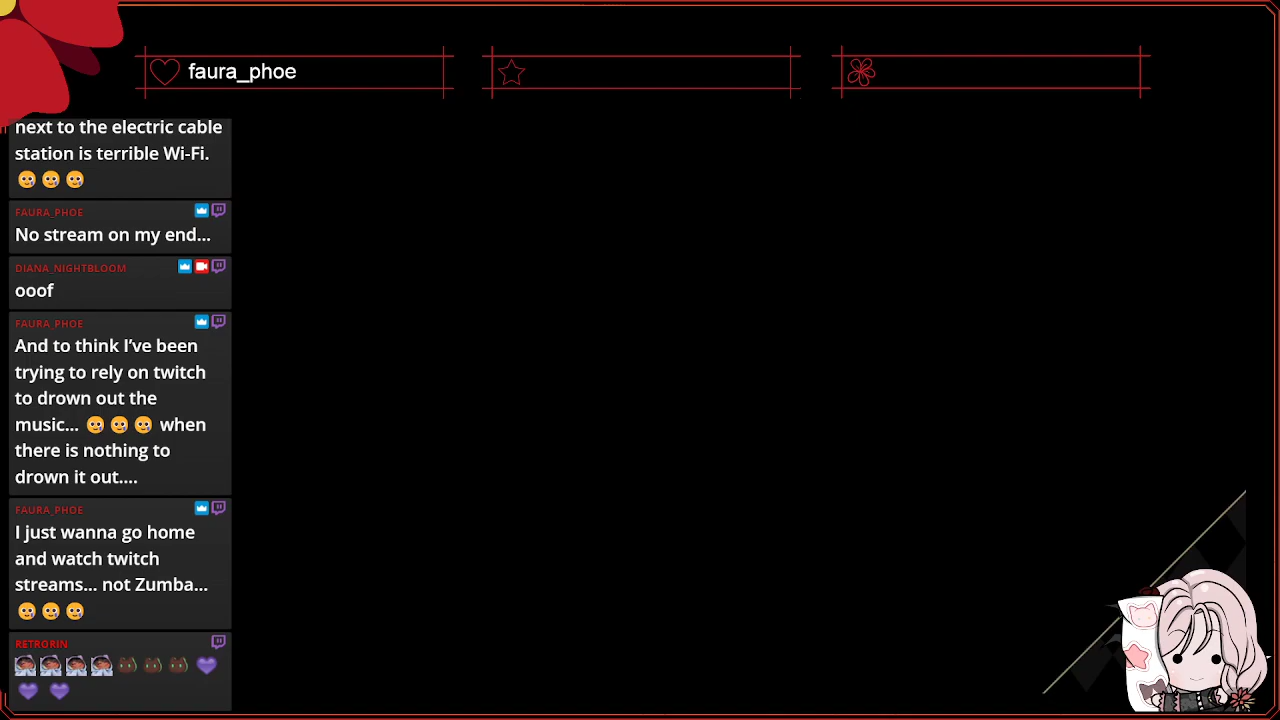 faura_phoe
next to the electric cable
station is terrible Wi-Fi.
FAURA_PHOE
No stream on my end...
DIANA_NIGHTBLOOM
ooof
FAURA_PHOE
And to think I’ve been
trying to rely on twitch
to drown out the
music... when
there is nothing to
drown it out....
FAURA_PHOE
I just wanna go home
and watch twitch
streams... not Zumba...
RETRORIN